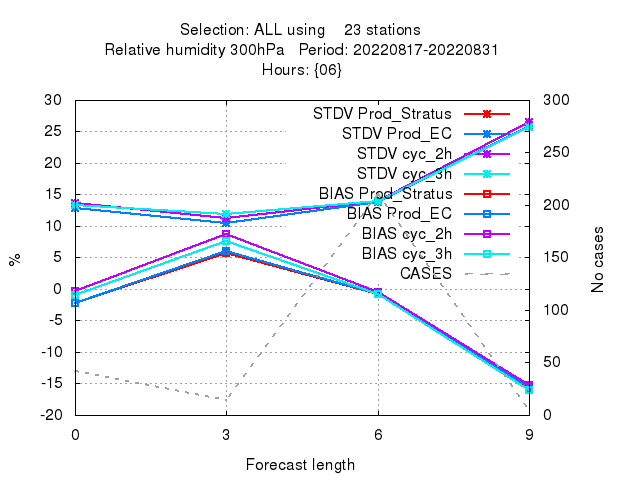 Selection: ALL using    23 stations
Relative humidity 300hPa   Period: 20220817-20220831
Hours: {06}
STDV Prod_Stratus
STDV Prod_EC
STDV cyc_2h
STDV cyc_3h
BIAS Prod_Stratus
BIAS Prod_EC
BIAS cyc_2h
BIAS cyc_3h
CASES
30
25
20
15
10
5
0
-5
-10
-15
-20
%
300
250
200
150
100
50
0
No cases
0 3 6 9
Forecast length